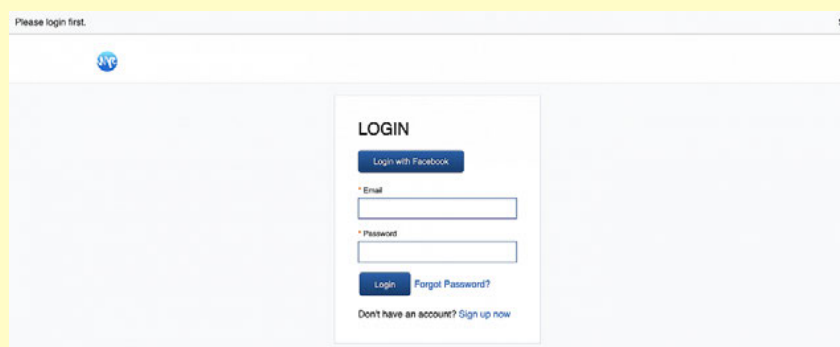 Please login first.
LOGIN
Login with Facebook
* Email
* Password
Login Forgot Password?
Don't have an account? Sign up now